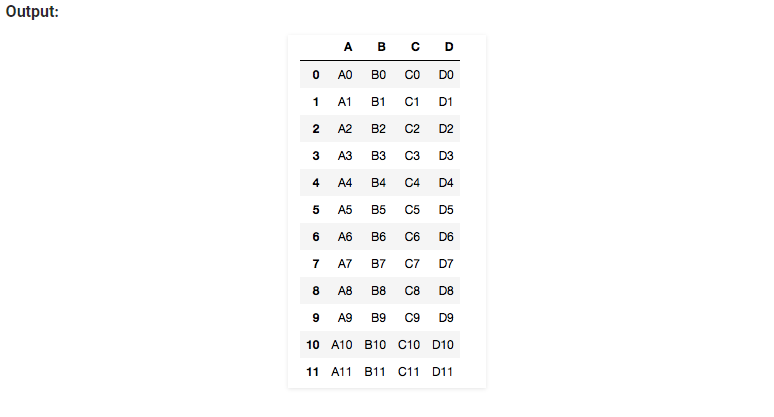 Output:
A B C D
0 A0 B0 C0 D0
1 A1 B1 C1 D1
2 A2 B2 C2 D2
3 A3 B3 C3 D3
4 A4 B4 C4 D4
5 A5 B5 C5 D5
6 A6 B6 C6 D6
7 A7 B7 C7 D7
8 A8 B8 C8 D8
9 A9 B9 C9 D9
10 A10 B10 C10 D10
11 A11 B11 C11 D11